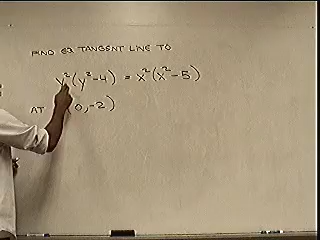 FIND EQ TANGENT LINE TO
y²(y²-4) = x²(x²-5)
AT (0,-2)